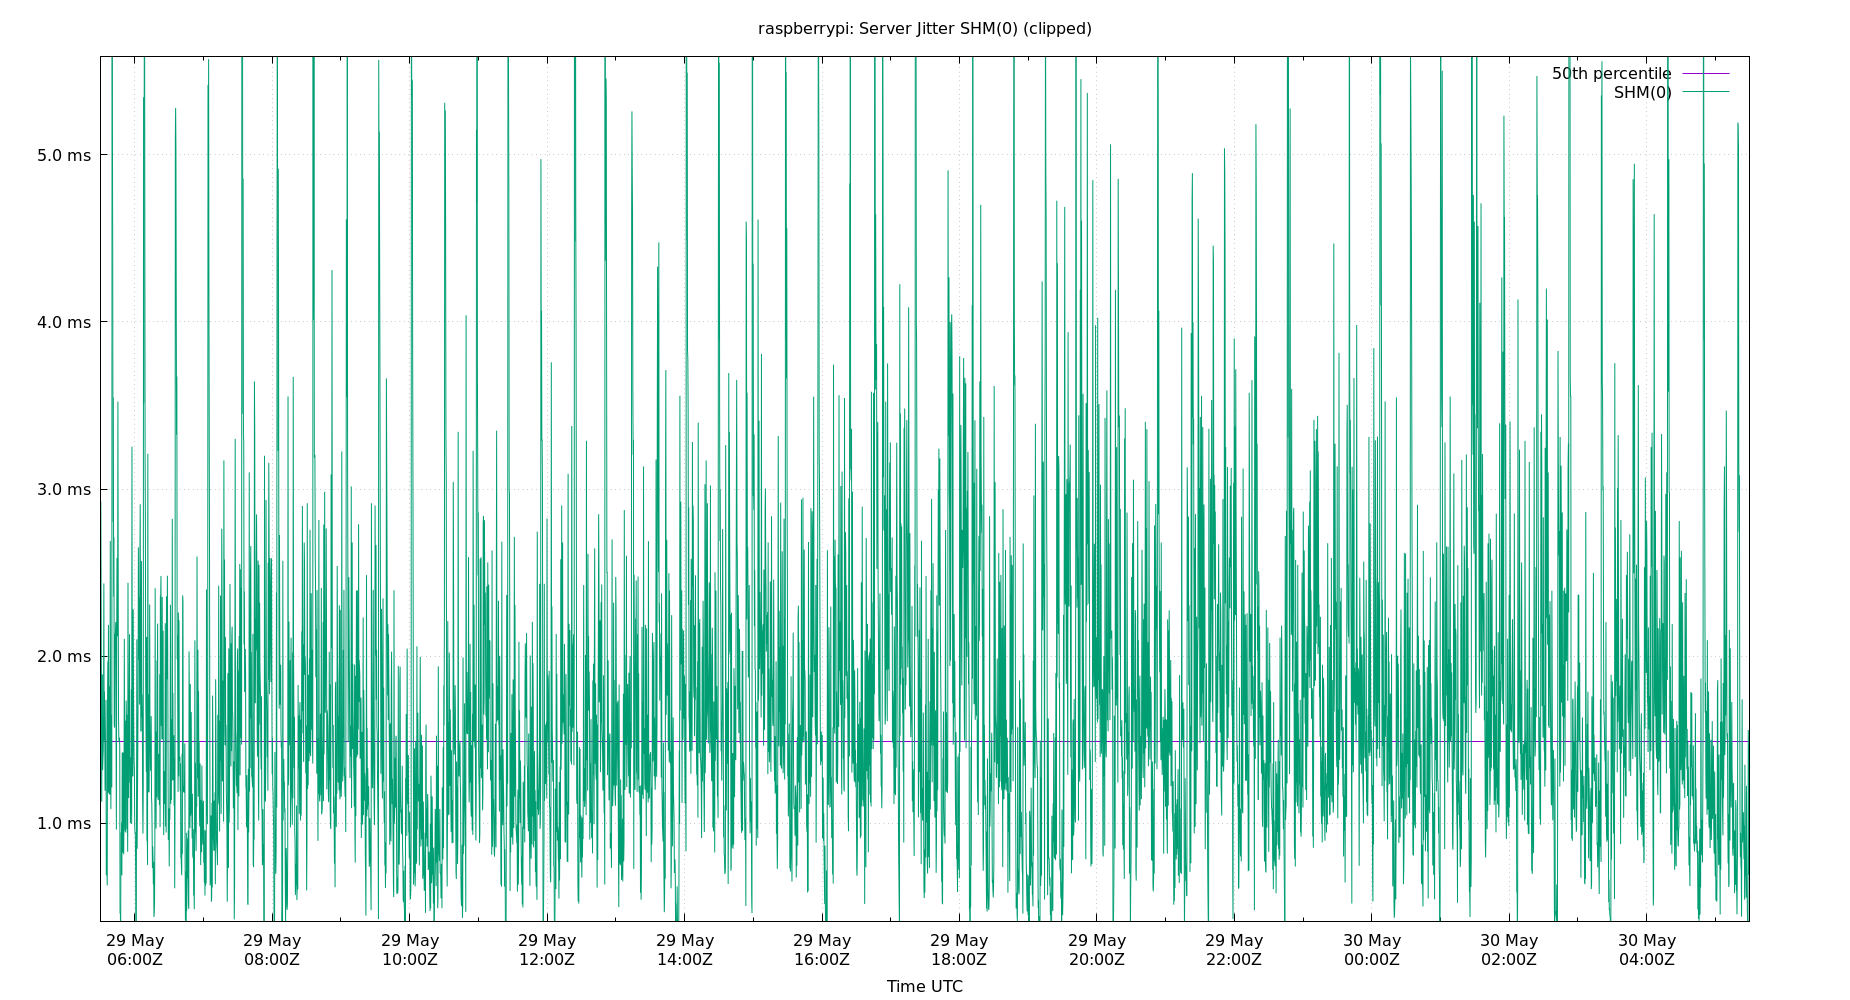 raspberrypi: Server Jitter SHM(0) (clipped)
50th percentile
SHM(0)
5.0 ms
4.0 ms
3.0 ms
2.0 ms
1.0 ms
29 May 29 May 29 May 29 May 29 May 29 May 29 May 29 May 29 May 30 May 30 May 30 May
06:00Z 08:00Z 10:00Z 12:00Z 14:00Z 16:00Z 18:00Z 20:00Z 22:00Z 00:00Z 02:00Z 04:00Z
Time UTC